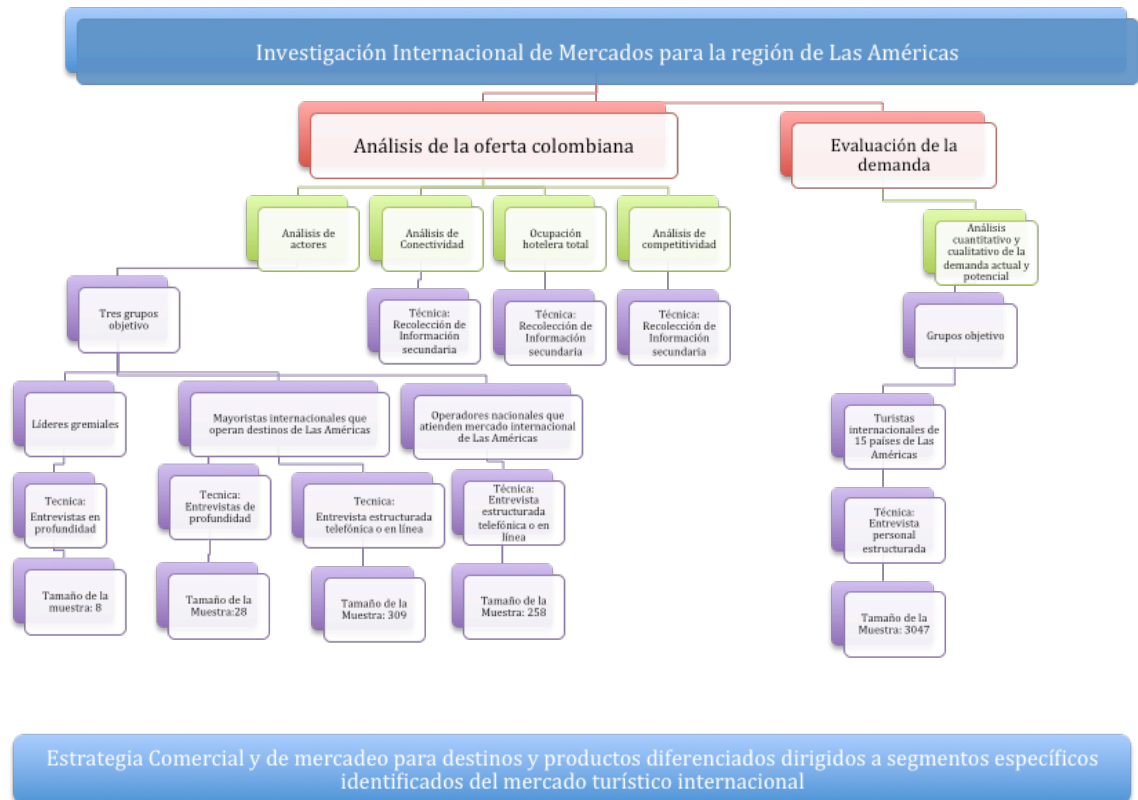 Investigación Internacional de Mercados para la región de Las Américas
Análisis de la oferta colombiana
Evaluación de la
demanda
Análisis de
actores
Análisis de
Conectividad
Ocupación
hotelera total
Análisis de
competitividad
Análisis
cuantitativo y
cualitativo de la
demanda actual y
potencial
Tres grupos
objetivo
Técnica:
Recolección de
Información
secundaria
Técnica:
Recolección de
Información
secundaria
Técnica:
Recolección de
Información
secundaria
Grupos objetivo
Líderes gremiales
Mayoristas internacionales que
operan destinos de Las Américas
Operadores nacionales que
atienden mercado internacional
de Las Américas
Turistas
internacionales de
15 países de Las
Américas
Tecnica:
Entrevistas en
profundidad
Tecnica:
Entrevistas de
profundidad
Tecnica:
Entrevista estructurada
telefónica o en línea
Técnica:
Entrevista
estructurada
telefónica o en
línea
Técnica:
Entrevista
personal
estructurada
Tamaño de la
muestra: 8
Tamaño de la
Muestra:28
Tamaño de la
Muestra: 309
Tamaño de la
Muestra: 258
Tamaño de la
Muestra: 3047
Estrategia Comercial y de mercadeo para destinos y productos diferenciados dirigidos a segmentos específicos
identificados del mercado turístico internacional